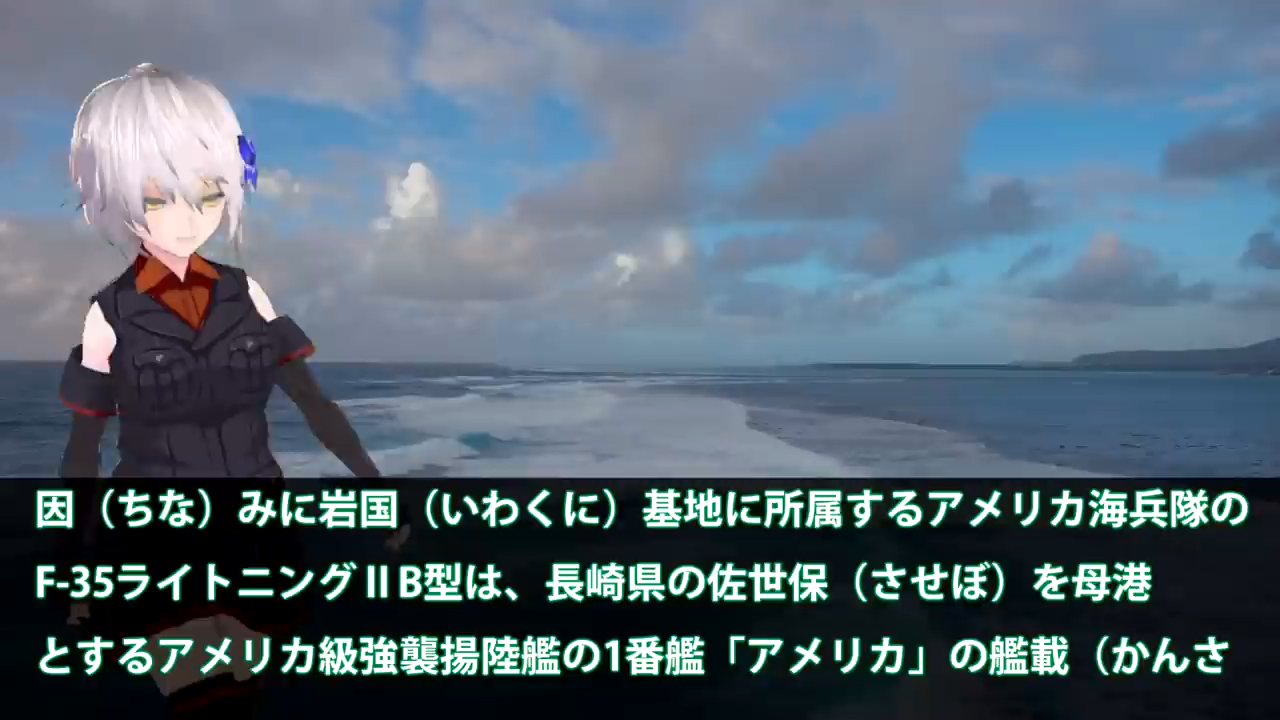 因（ちな）みに岩国（いわくに）基地に所属するアメリカ海兵隊の
F-35ライトニングⅡB型は、長崎県の佐世保（させぼ）を母港
とするアメリカ級強襲揚陸艦の1番艦「アメリカ」の艦載（かんさ